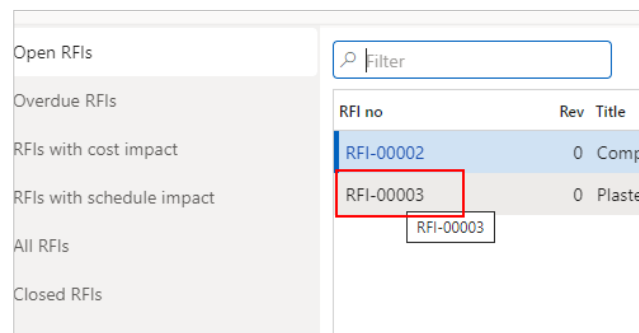 Open RFIs
Overdue RFIs
RFIs with cost impact
RFIs with schedule impact
All RFIs
Closed RFIs
Filter
RFI no Rev Title
RFI-00002 0 Comp
RFI-00003 0 Plaste
RFI-00003